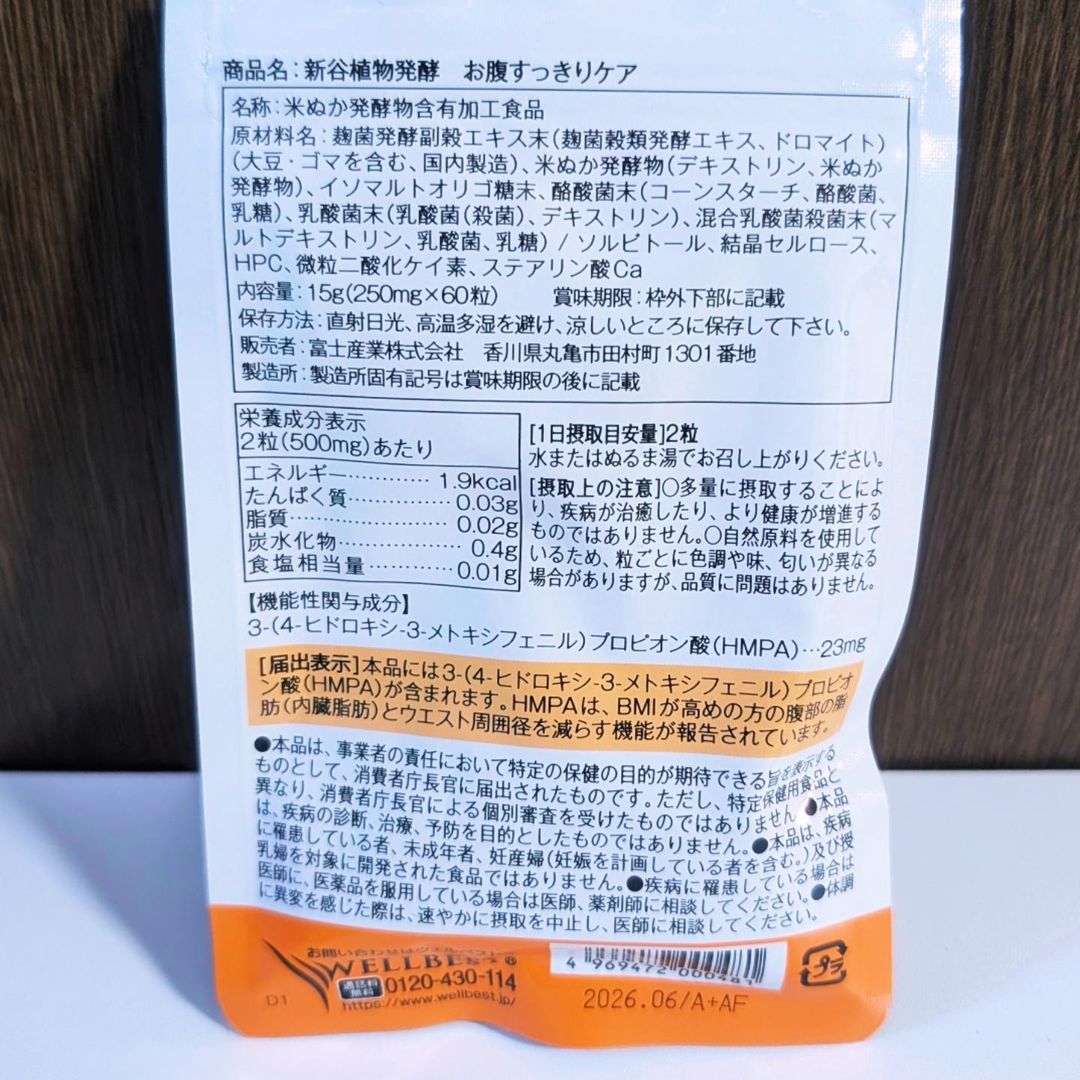 商品名：新谷植物発酵　お腹すっきりケア
名称：米ぬか発酵物含有加工食品
原材料名：麹菌発酵副穀エキス末（麹菌穀類発酵エキス、ドロマイト）
（大豆・ゴマを含む、国内製造）、米ぬか発酵物（デキストリン、米ぬか
発酵物）、イソマルトオリゴ糖末、酪酸菌末（コーンスターチ、酪酸菌、
乳糖）、乳酸菌末（乳酸菌（殺菌）、デキストリン）、混合乳酸菌殺菌末（マ
ルトデキストリン、乳酸菌、乳糖）/ ソルビトール、結晶セルロース、
HPC、微粒二酸化ケイ素、ステアリン酸Ca
内容量：15g（250mg×60粒）　賞味期限：枠外下部に記載
保存方法：直射日光、高温多湿を避け、涼しいところに保存して下さい。
販売者：富士産業株式会社　香川県丸亀市田村町1301番地
製造所：製造所固有記号は賞味期限の後に記載
栄養成分表示
2粒（500mg）あたり
エネルギー………… 1.9kcal
たんぱく質………… 0.03g
脂質………………… 0.02g
炭水化物…………… 0.4g
食塩相当量………… 0.01g
[1日摂取目安量]2粒
水またはぬるま湯でお召し上がりください。
[摂取上の注意]○多量に摂取することによ
り、疾病が治癒したり、より健康が増進する
ものではありません。○自然原料を使用して
いるため、粒ごとに色調や味、匂いが異なる
場合がありますが、品質に問題はありません。
【機能性関与成分】
3-（4-ヒドロキシ-3-メトキシフェニル）プロピオン酸（HMPA）…23mg
[届出表示]本品には3-（4-ヒドロキシ-3-メトキシフェニル）プロピオ
ン酸（HMPA）が含まれます。HMPAは、BMIが高めの方の腹部の脂
肪（内臓脂肪）とウエスト周囲径を減らす機能が報告されています。
●本品は、事業者の責任において特定の保健の目的が期待できる旨を表示する
ものとして、消費者庁長官に届出されたものです。ただし、特定保健用食品と
異なり、消費者庁長官による個別審査を受けたものではありません。●本品
は、疾病の診断、治療、予防を目的としたものではありません。●本品は、疾病
に罹患している者、未成年者、妊産婦（妊娠を計画している者を含む。）及び授
乳婦を対象に開発された食品ではありません。●疾病に罹患している場合は
医師に、医薬品を服用している場合は医師、薬剤師に相談してください。●体調
に異変を感じた際は、速やかに摂取を中止し、医師に相談してください。
お問い合わせはウェルベスト
WELLBEST®
通話料
無料 0120-430-114
https://www.wellbest.jp/
D1
4 969472 000481
2026.06/A+AF
プラ